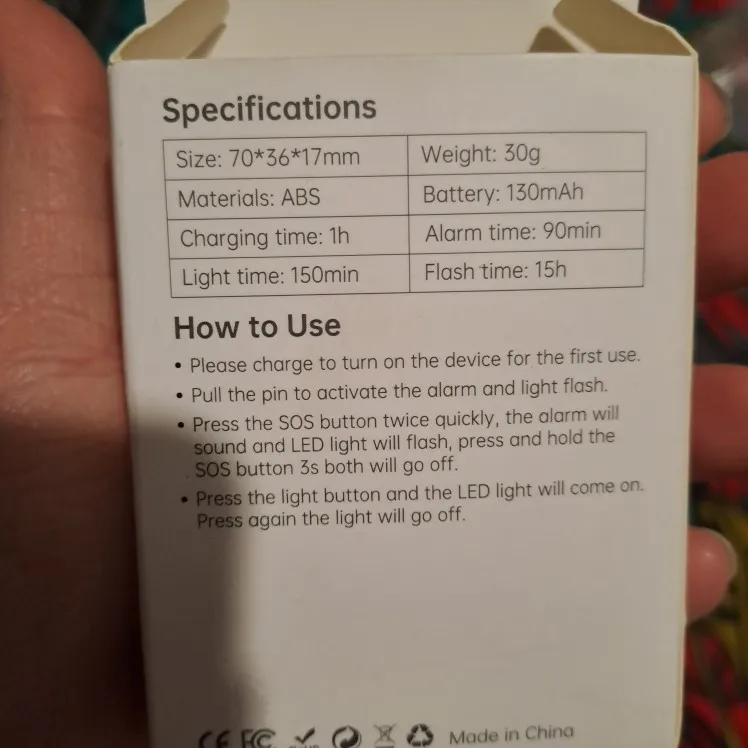 Specifications
Size: 70*36*17mm
Weight: 30g
Materials: ABS
Battery: 130mAh
Charging time: 1h
Alarm time: 90min
Light time: 150min
Flash time: 15h
How to Use
• Please charge to turn on the device for the first use.
• Pull the pin to activate the alarm and light flash.
• Press the SOS button twice quickly, the alarm will
sound and LED light will flash, press and hold the
SOS button 3s both will go off.
• Press the light button and the LED light will come on.
Press again the light will go off.
CE FC Made in China